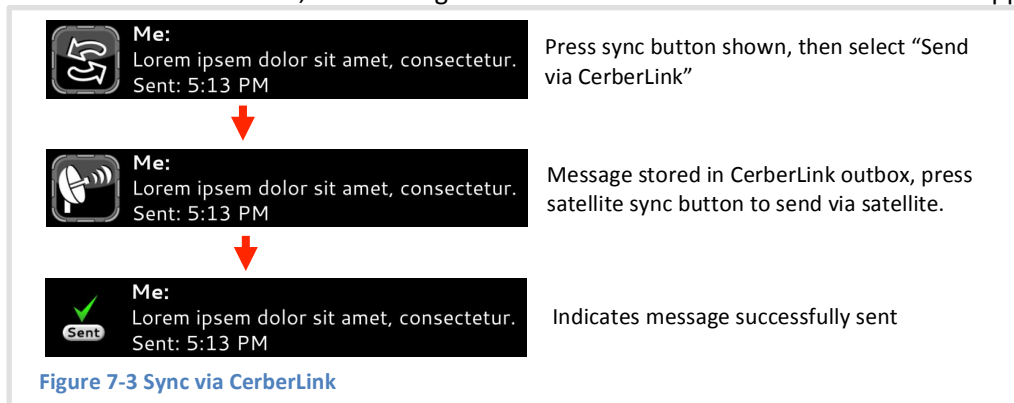 Me:
Lorem ipsem dolor sit amet, consectetur.
Sent: 5:13 PM
Press sync button shown, then select “Send
via CerberLink”
Me:
Lorem ipsem dolor sit amet, consectetur.
Sent: 5:13 PM
Message stored in CerberLink outbox, press
satellite sync button to send via satellite.
Sent
Me:
Lorem ipsem dolor sit amet, consectetur.
Sent: 5:13 PM
Indicates message successfully sent
Figure 7-3 Sync via CerberLink